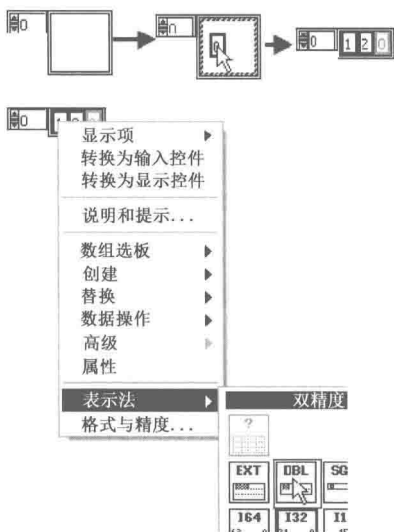 0 0 0 1 2 0
0
显示项
转换为输入控件
转换为显示控件
说明和提示...
数组选板
创建
替换
数据操作
高级
属性
表示法 双精度
格式与精度...
?
EXT DBL SG
I64 I32 I1